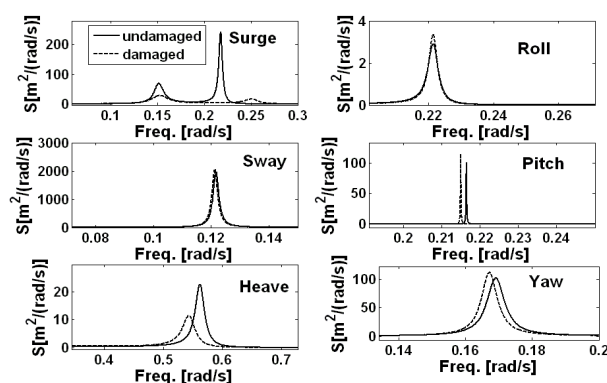 S[m²/(rad/s)]
200
100
0
undamaged
damaged
Surge
0.1 0.15 0.2 0.25 0.3
Freq. [rad/s]
S[m²/(rad/s)]
4
2
0
Roll
0.22 0.24 0.26
Freq. [rad/s]
S[m²/(rad/s)]
3000
2000
1000
0
Sway
0.08 0.1 0.12 0.14
Freq. [rad/s]
S[m²/(rad/s)]
100
50
0
Pitch
0.2 0.21 0.22 0.23 0.24
Freq. [rad/s]
S[m²/(rad/s)]
20
10
0
Heave
0.4 0.5 0.6 0.7
Freq. [rad/s]
S[m²/(rad/s)]
100
50
0
Yaw
0.14 0.16 0.18 0.2
Freq. [rad/s]